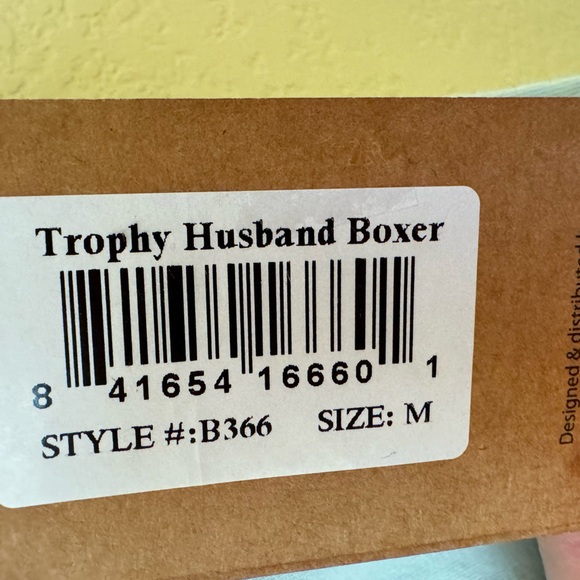 Trophy Husband Boxer
8 41654 16660 1
STYLE #:B366 SIZE: M
Designed & distributed